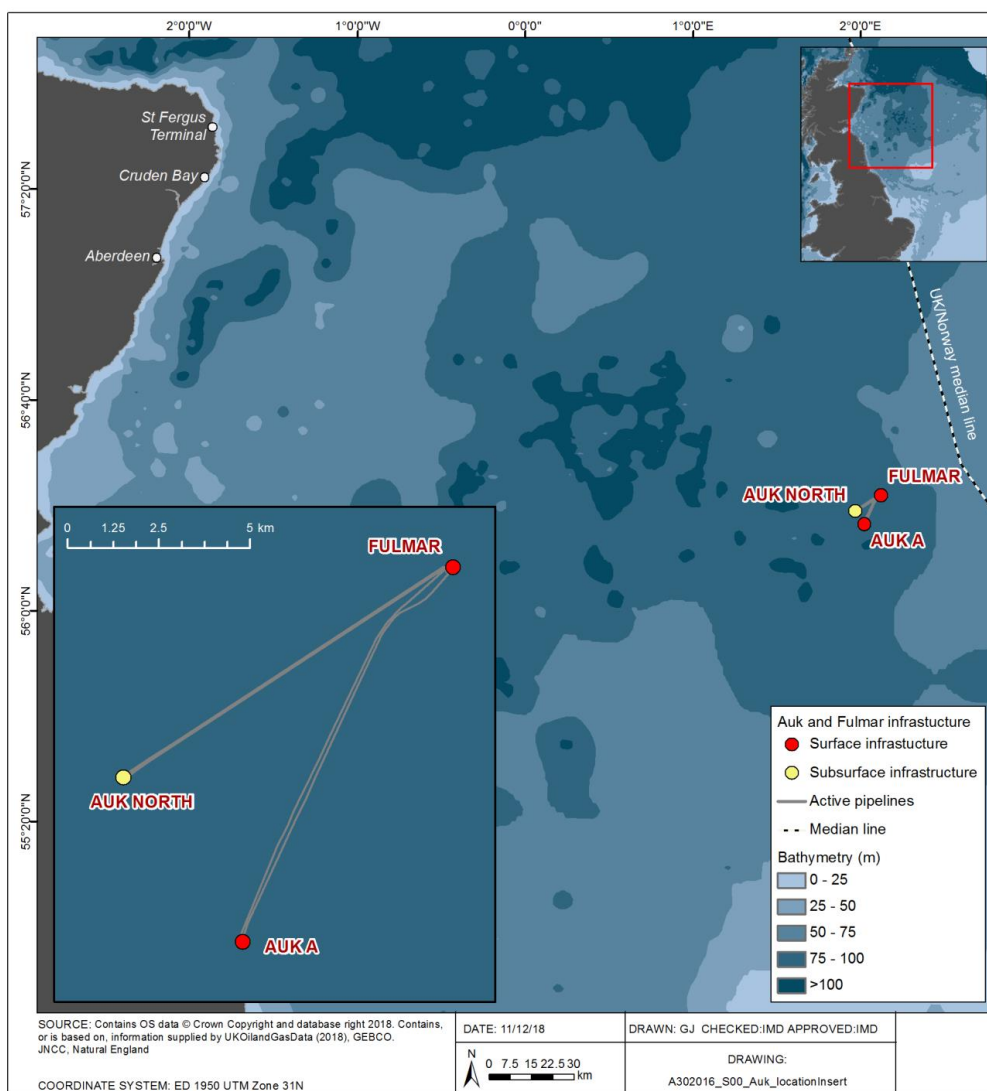 2°0'0"W
1°0'0"W
0°0'0"E
1°0'0"E
2°0'0"E
57°20'0"N
56°40'0"N
56°0'0"N
55°20'0"N
St Fergus
Terminal
Cruden Bay
Aberdeen
UK/Norway median line
FULMAR
AUK NORTH
AUK A
0 1.25 2.5 5 km
FULMAR
AUK NORTH
AUK A
Auk and Fulmar infrastucture
Surface infrastucture
Subsurface infrastructure
Active pipelines
Median line
Bathymetry (m)
0 - 25
25 - 50
50 - 75
75 - 100
>100
SOURCE: Contains OS data © Crown Copyright and database right 2018. Contains,
or is based on, information supplied by UKOilandGasData (2018), GEBCO.
JNCC, Natural England
COORDINATE SYSTEM: ED 1950 UTM Zone 31N
DATE: 11/12/18
N
0 7.5 15 22.5 30
km
DRAWN: GJ CHECKED:IMD APPROVED:IMD
DRAWING:
A302016_S00_Auk_locationInsert